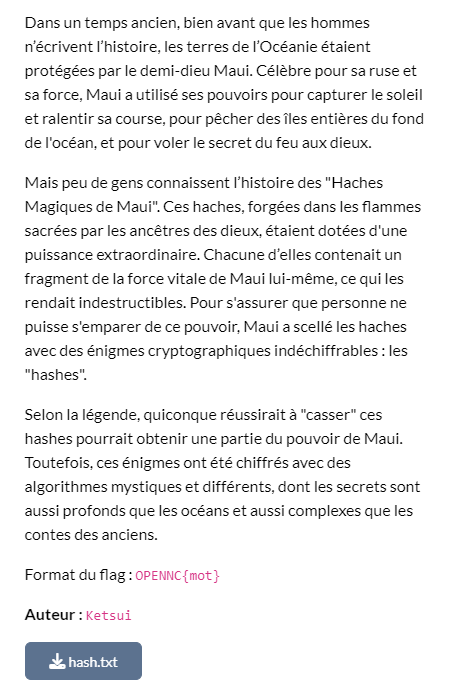 Dans un temps ancien, bien avant que les hommes
n’écrivent l’histoire, les terres de l’Océanie étaient
protégées par le demi-dieu Maui. Célèbre pour sa ruse et
sa force, Maui a utilisé ses pouvoirs pour capturer le soleil
et ralentir sa course, pour pêcher des îles entières du fond
de l'océan, et pour voler le secret du feu aux dieux.
Mais peu de gens connaissent l’histoire des "Haches
Magiques de Maui". Ces haches, forgées dans les flammes
sacrées par les ancêtres des dieux, étaient dotées d'une
puissance extraordinaire. Chacune d’elles contenait un
fragment de la force vitale de Maui lui-même, ce qui les
rendait indestructibles. Pour s'assurer que personne ne
puisse s'emparer de ce pouvoir, Maui a scellé les haches
avec des énigmes cryptographiques indéchiffrables : les
"hashes".
Selon la légende, quiconque réussirait à "casser" ces
hashes pourrait obtenir une partie du pouvoir de Maui.
Toutefois, ces énigmes ont été chiffrés avec des
algorithmes mystiques et différents, dont les secrets sont
aussi profonds que les océans et aussi complexes que les
contes des anciens.
Format du flag : OPENNC{mot}
Auteur : Ketsui
hash.txt